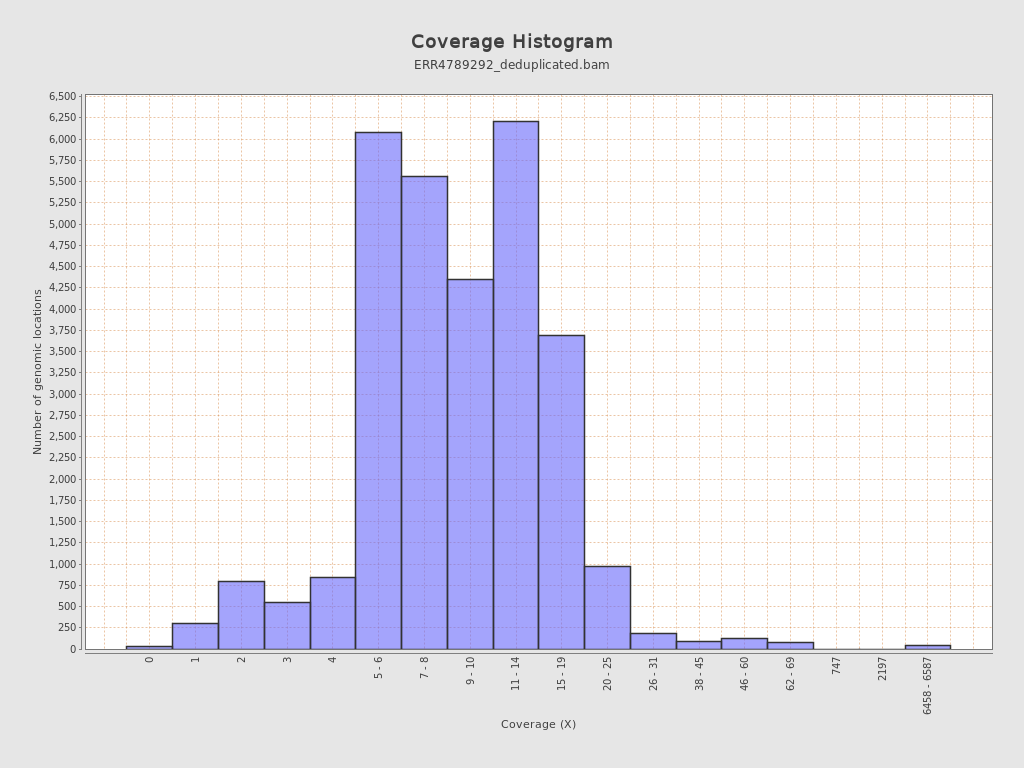 Coverage Histogram
ERR4789292_deduplicated.bam
Number of genomic locations
6,500
6,250
6,000
5,750
5,500
5,250
5,000
4,750
4,500
4,250
4,000
3,750
3,500
3,250
3,000
2,750
2,500
2,250
2,000
1,750
1,500
1,250
1,000
750
500
250
0
0
1
2
3
4
5 - 6
7 - 8
9 - 10
11 - 14
15 - 19
20 - 25
26 - 31
38 - 45
46 - 60
62 - 69
747
2197
6458 - 6587
Coverage (X)